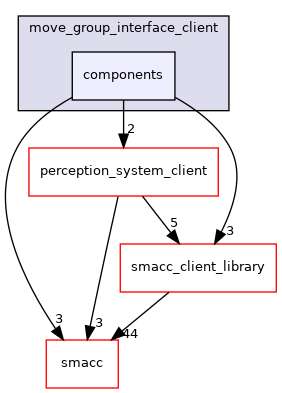 move_group_interface_client
components
2
perception_system_client
5
3
smacc_client_library
3
3
44
smacc